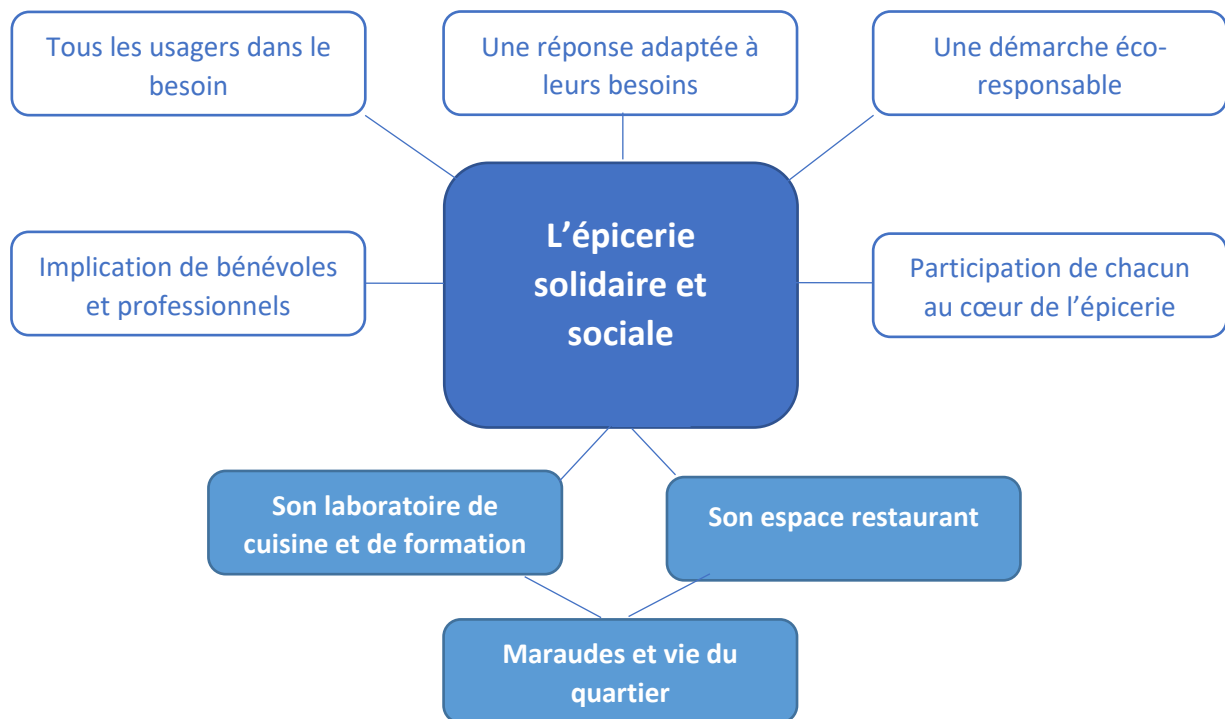 Tous les usagers dans le
besoin
Une réponse adaptée à
leurs besoins
Une démarche éco-
responsable
L’épicerie
solidaire et
sociale
Implication de bénévoles
et professionnels
Participation de chacun
au cœur de l’épicerie
Son laboratoire de
cuisine et de formation
Son espace restaurant
Maraudes et vie du
quartier